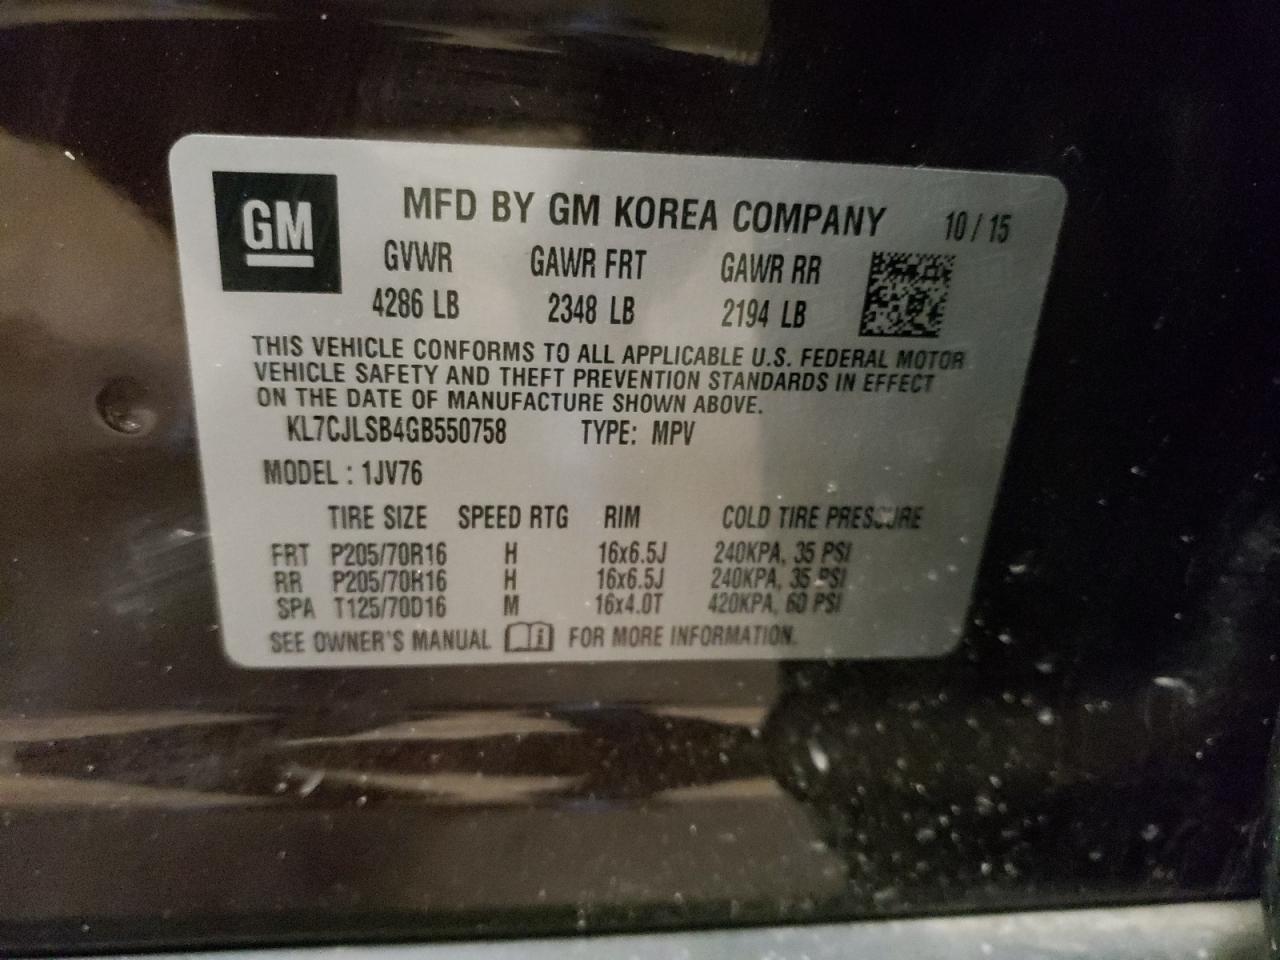 GM
MFD BY GM KOREA COMPANY 10 / 15
GVWR GAWR FRT GAWR RR
4286 LB 2348 LB 2194 LB
THIS VEHICLE CONFORMS TO ALL APPLICABLE U.S. FEDERAL MOTOR
VEHICLE SAFETY AND THEFT PREVENTION STANDARDS IN EFFECT
ON THE DATE OF MANUFACTURE SHOWN ABOVE.
KL7CJLSB4GB550758 TYPE: MPV
MODEL : 1JV76
TIRE SIZE SPEED RTG RIM COLD TIRE PRESSURE
FRT P205/70R16 H 16x6.5J 240KPA, 35 PSI
RR P205/70R16 H 16x6.5J 240KPA, 35 PSI
SPA T125/70D16 M 16x4.0T 420KPA, 60 PSI
SEE OWNER'S MANUAL FOR MORE INFORMATION.